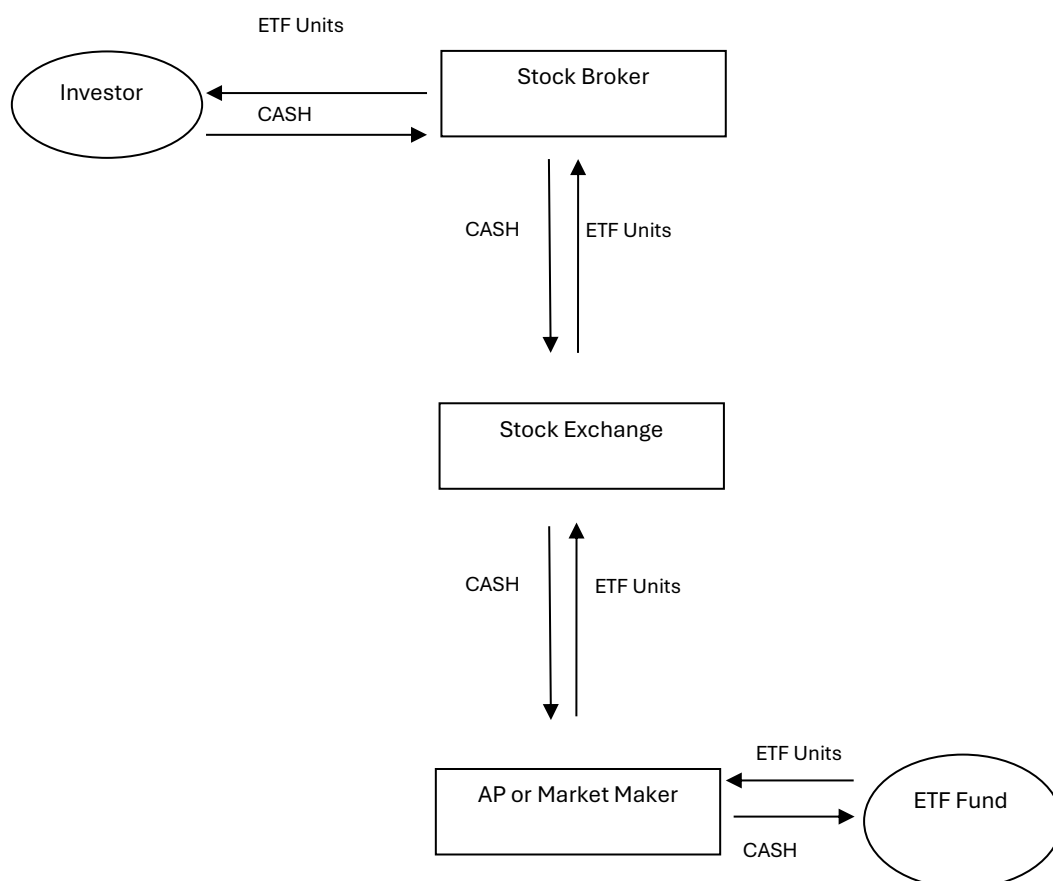 ETF Units
Stock Broker
Investor
CASH
CASH
ETF Units
Stock Exchange
CASH
ETF Units
ETF Units
AP or Market Maker
ETF Fund
CASH